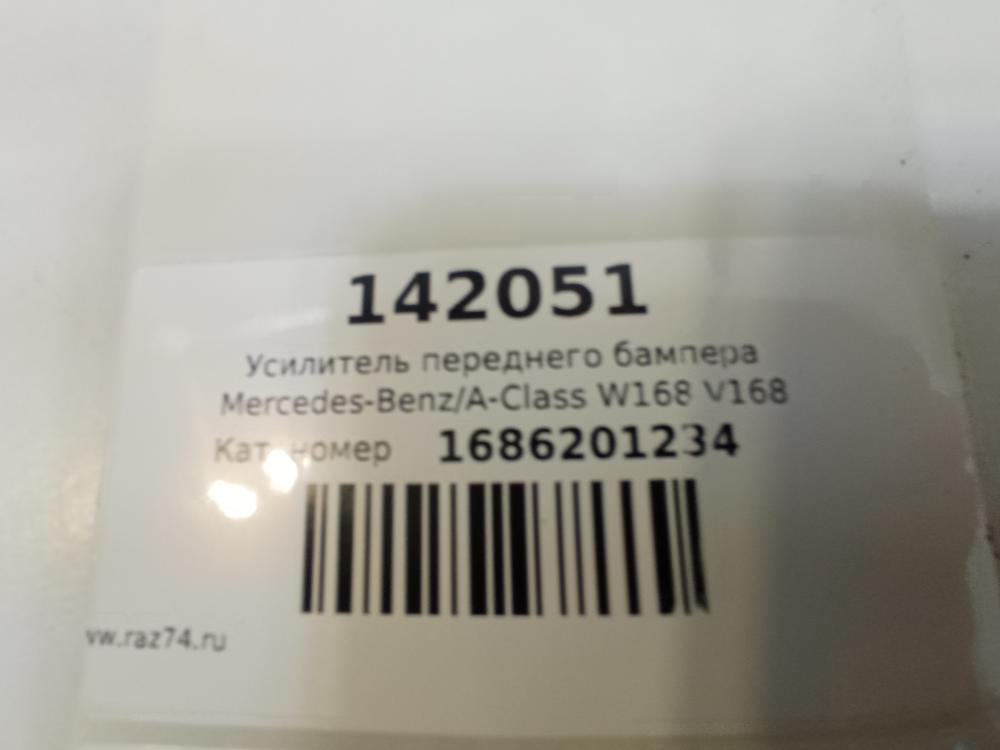 142051
Усилитель переднего бампера
Mercedes-Benz/A-Class W168 V168
Кат. номер 1686201234
vw.raz74.ru